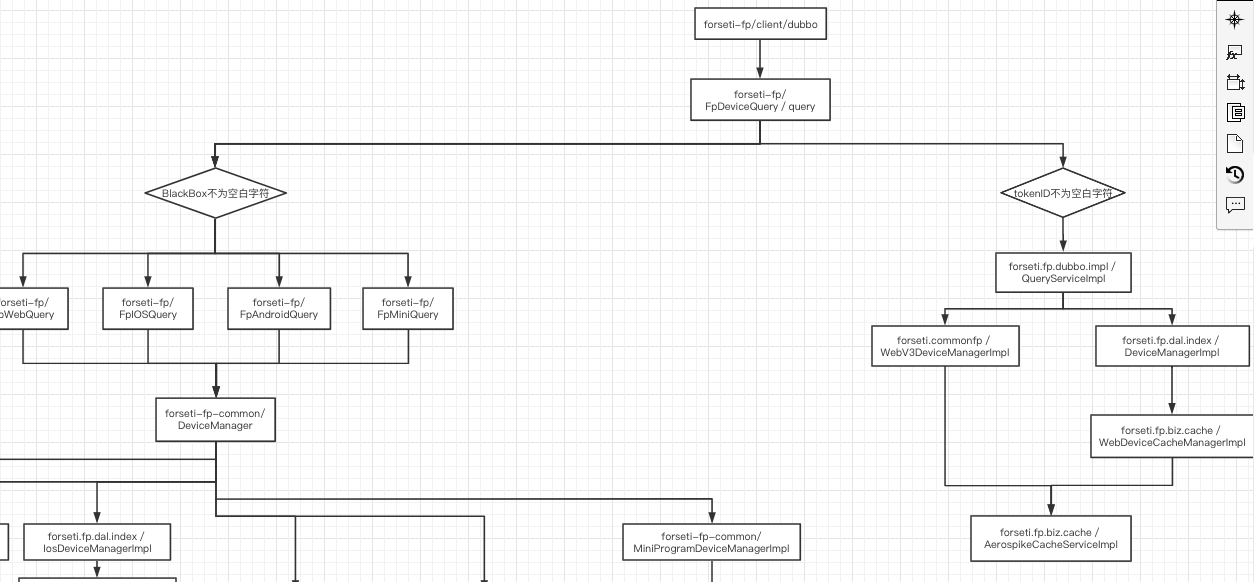 forseti-fp/client/dubbo
forseti-fp/
FpDeviceQuery / query
BlackBox不为空白字符
tokenID不为空白字符
forseti.fp.dubbo.impl /
QueryServiceImpl
forseti-fp/
FpIOSQuery
forseti-fp/
FpAndroidQuery
forseti-fp/
FpMiniQuery
forseti.commonfp /
WebV3DeviceManagerImpl
forseti.fp.dal.index /
DeviceManagerImpl
forseti-fp-common/
DeviceManager
forseti.fp.biz.cache /
WebDeviceCacheManagerImpl
forseti.fp.dal.index /
IosDeviceManagerImpl
forseti-fp-common/
MiniProgramDeviceManagerImpl
forseti.fp.biz.cache /
AerospikeCacheServiceImpl